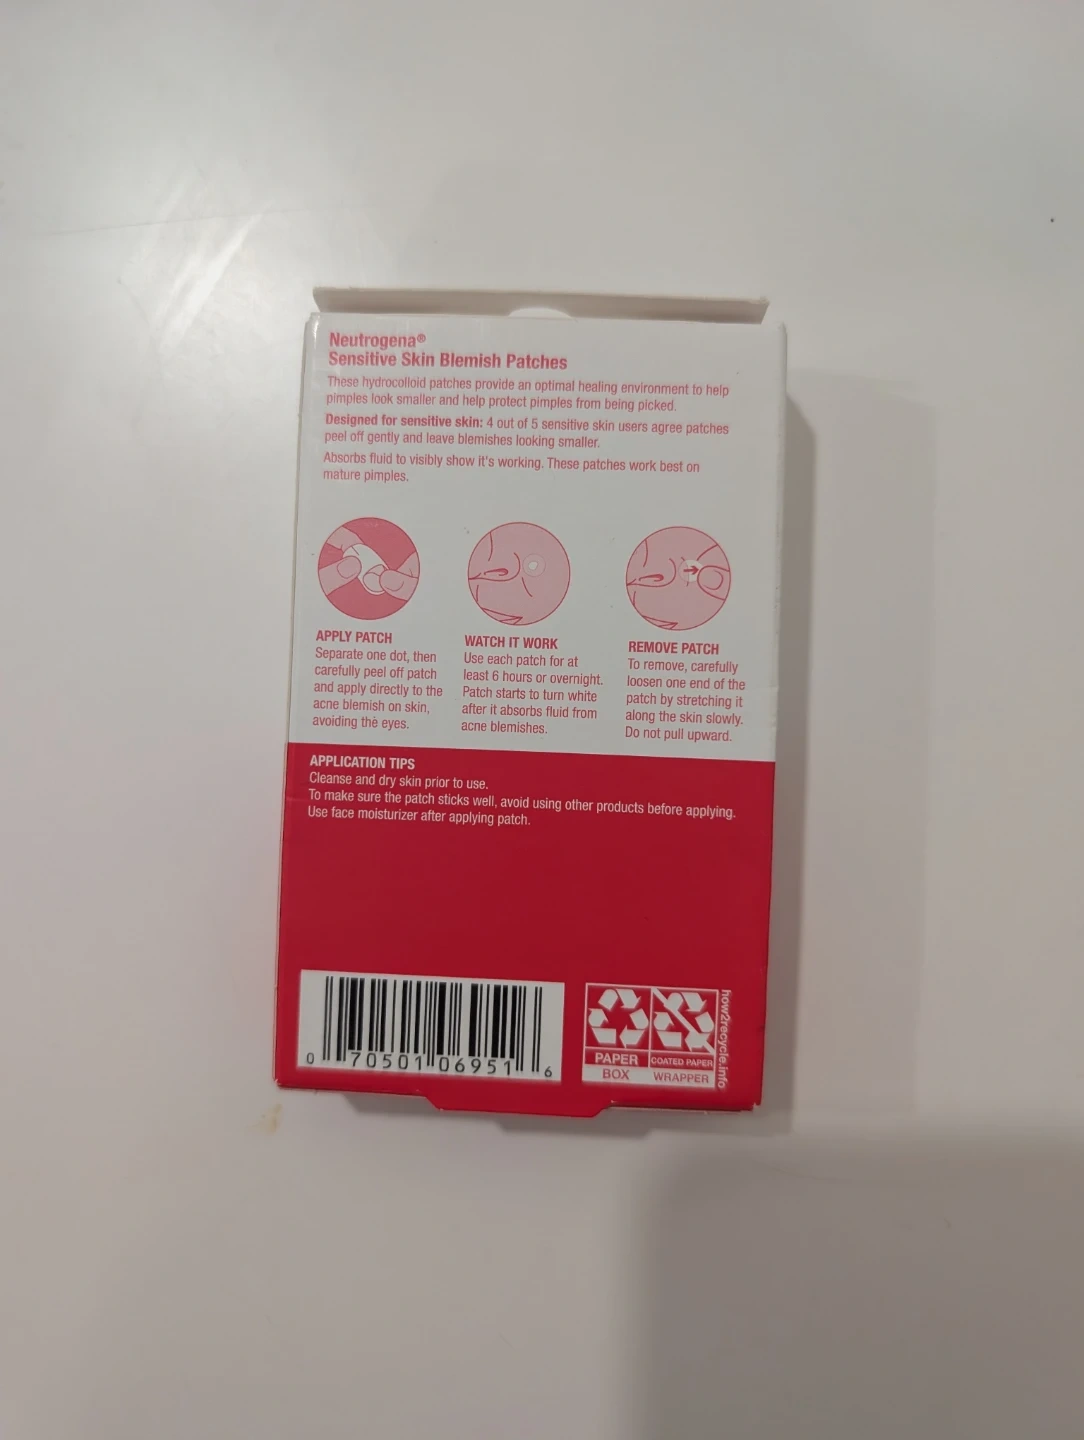 Neutrogena®
Sensitive Skin Blemish Patches
These hydrocolloid patches provide an optimal healing environment to help
pimples look smaller and help protect pimples from being picked.
Designed for sensitive skin: 4 out of 5 sensitive skin users agree patches
peel off gently and leave blemishes looking smaller.
Absorbs fluid to visibly show it's working. These patches work best on
mature pimples.
APPLY PATCH
Separate one dot, then
carefully peel off patch
and apply directly to the
acne blemish on skin,
avoiding the eyes.
WATCH IT WORK
Use each patch for at
least 6 hours or overnight.
Patch starts to turn white
after it absorbs fluid from
acne blemishes.
REMOVE PATCH
To remove, carefully
loosen one end of the
patch by stretching it
along the skin slowly.
Do not pull upward.
APPLICATION TIPS
Cleanse and dry skin prior to use.
To make sure the patch sticks well, avoid using other products before applying.
Use face moisturizer after applying patch.
0 70501 06951 6
PAPER
BOX
COATED PAPER
WRAPPER
how2recycle.info